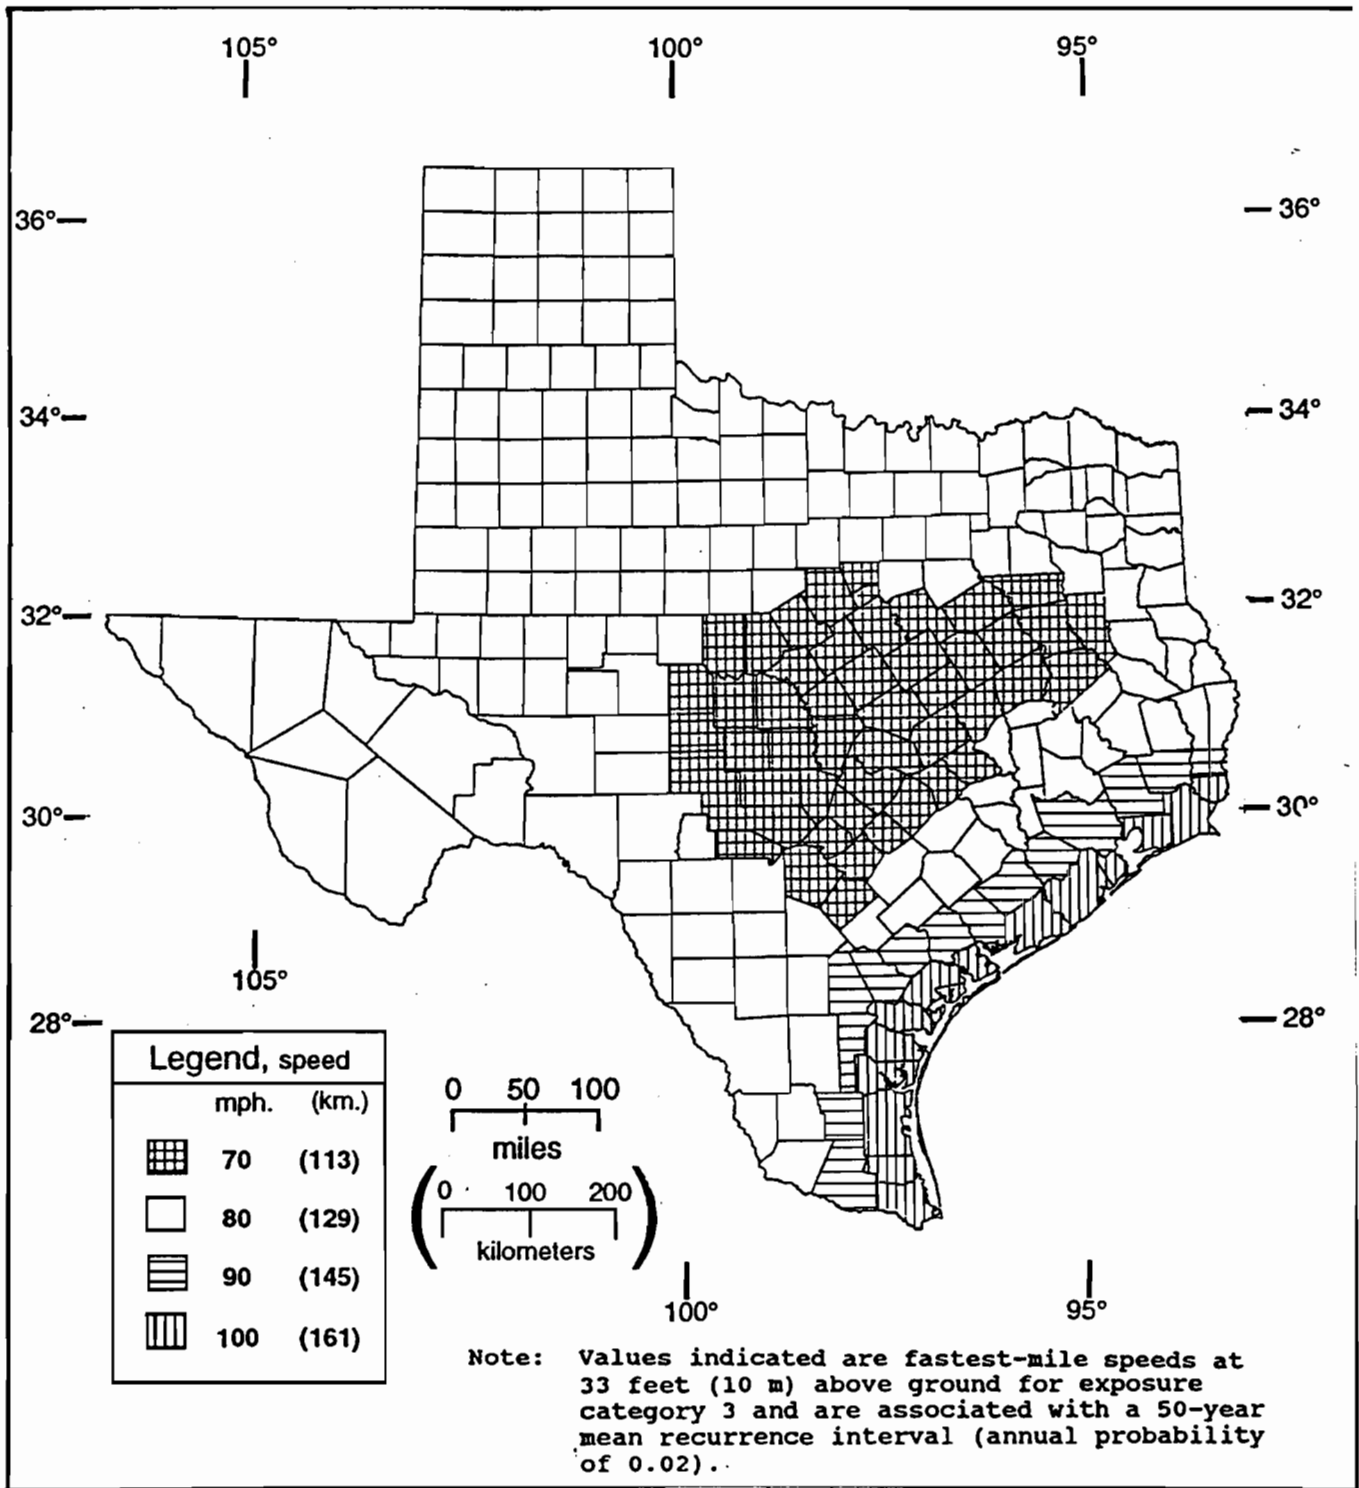 105° 100° 95°
36° 36°
34° 34°
32° 32°
30° 30°
105°
28° 28°
Legend, speed
mph. (km.)
70 (113)
80 (129)
90 (145)
100 (161)
0 50 100
miles
0 100 200
kilometers
100° 95°
Note: Values indicated are fastest-mile speeds at
33 feet (10 m) above ground for exposure
category 3 and are associated with a 50-year
mean recurrence interval (annual probability
of 0.02).